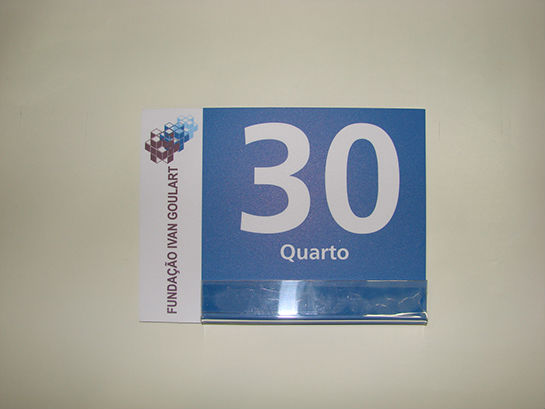 FUNDAÇÃO IVAN GOULART
30
Quarto